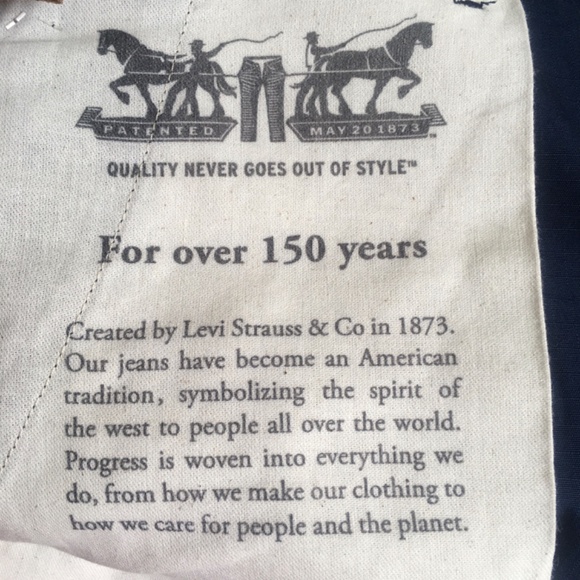 PATENTED MAY 20 1873™
QUALITY NEVER GOES OUT OF STYLE™
For over 150 years
Created by Levi Strauss & Co in 1873.
Our jeans have become an American
tradition, symbolizing the spirit of
the west to people all over the world.
Progress is woven into everything we
do, from how we make our clothing to
how we care for people and the planet.